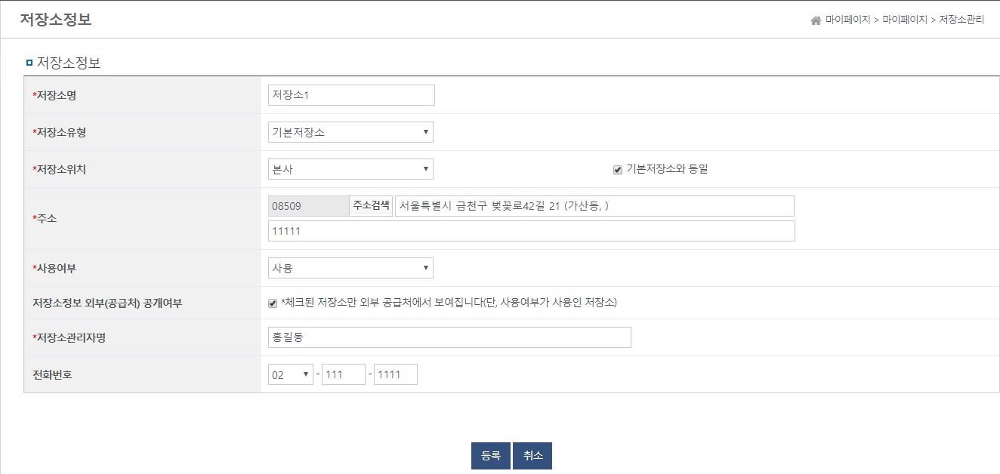 저장소정보
마이페이지 > 마이페이지 > 저장소관리
저장소정보
*저장소명 저장소1
*저장소유형 기본저장소
*저장소위치 본사 기본저장소와 동일
08509 주소검색 서울특별시 금천구 벚꽃로42길 21 (가산동, )
*주소
11111
*사용여부 사용
저장소정보 외부(공급처) 공개여부 *체크된 저장소만 외부 공급처에서 보여집니다(단, 사용여부가 사용인 저장소)
*저장소관리자명 홍길동
전화번호 02 - 111 - 1111
등록 취소